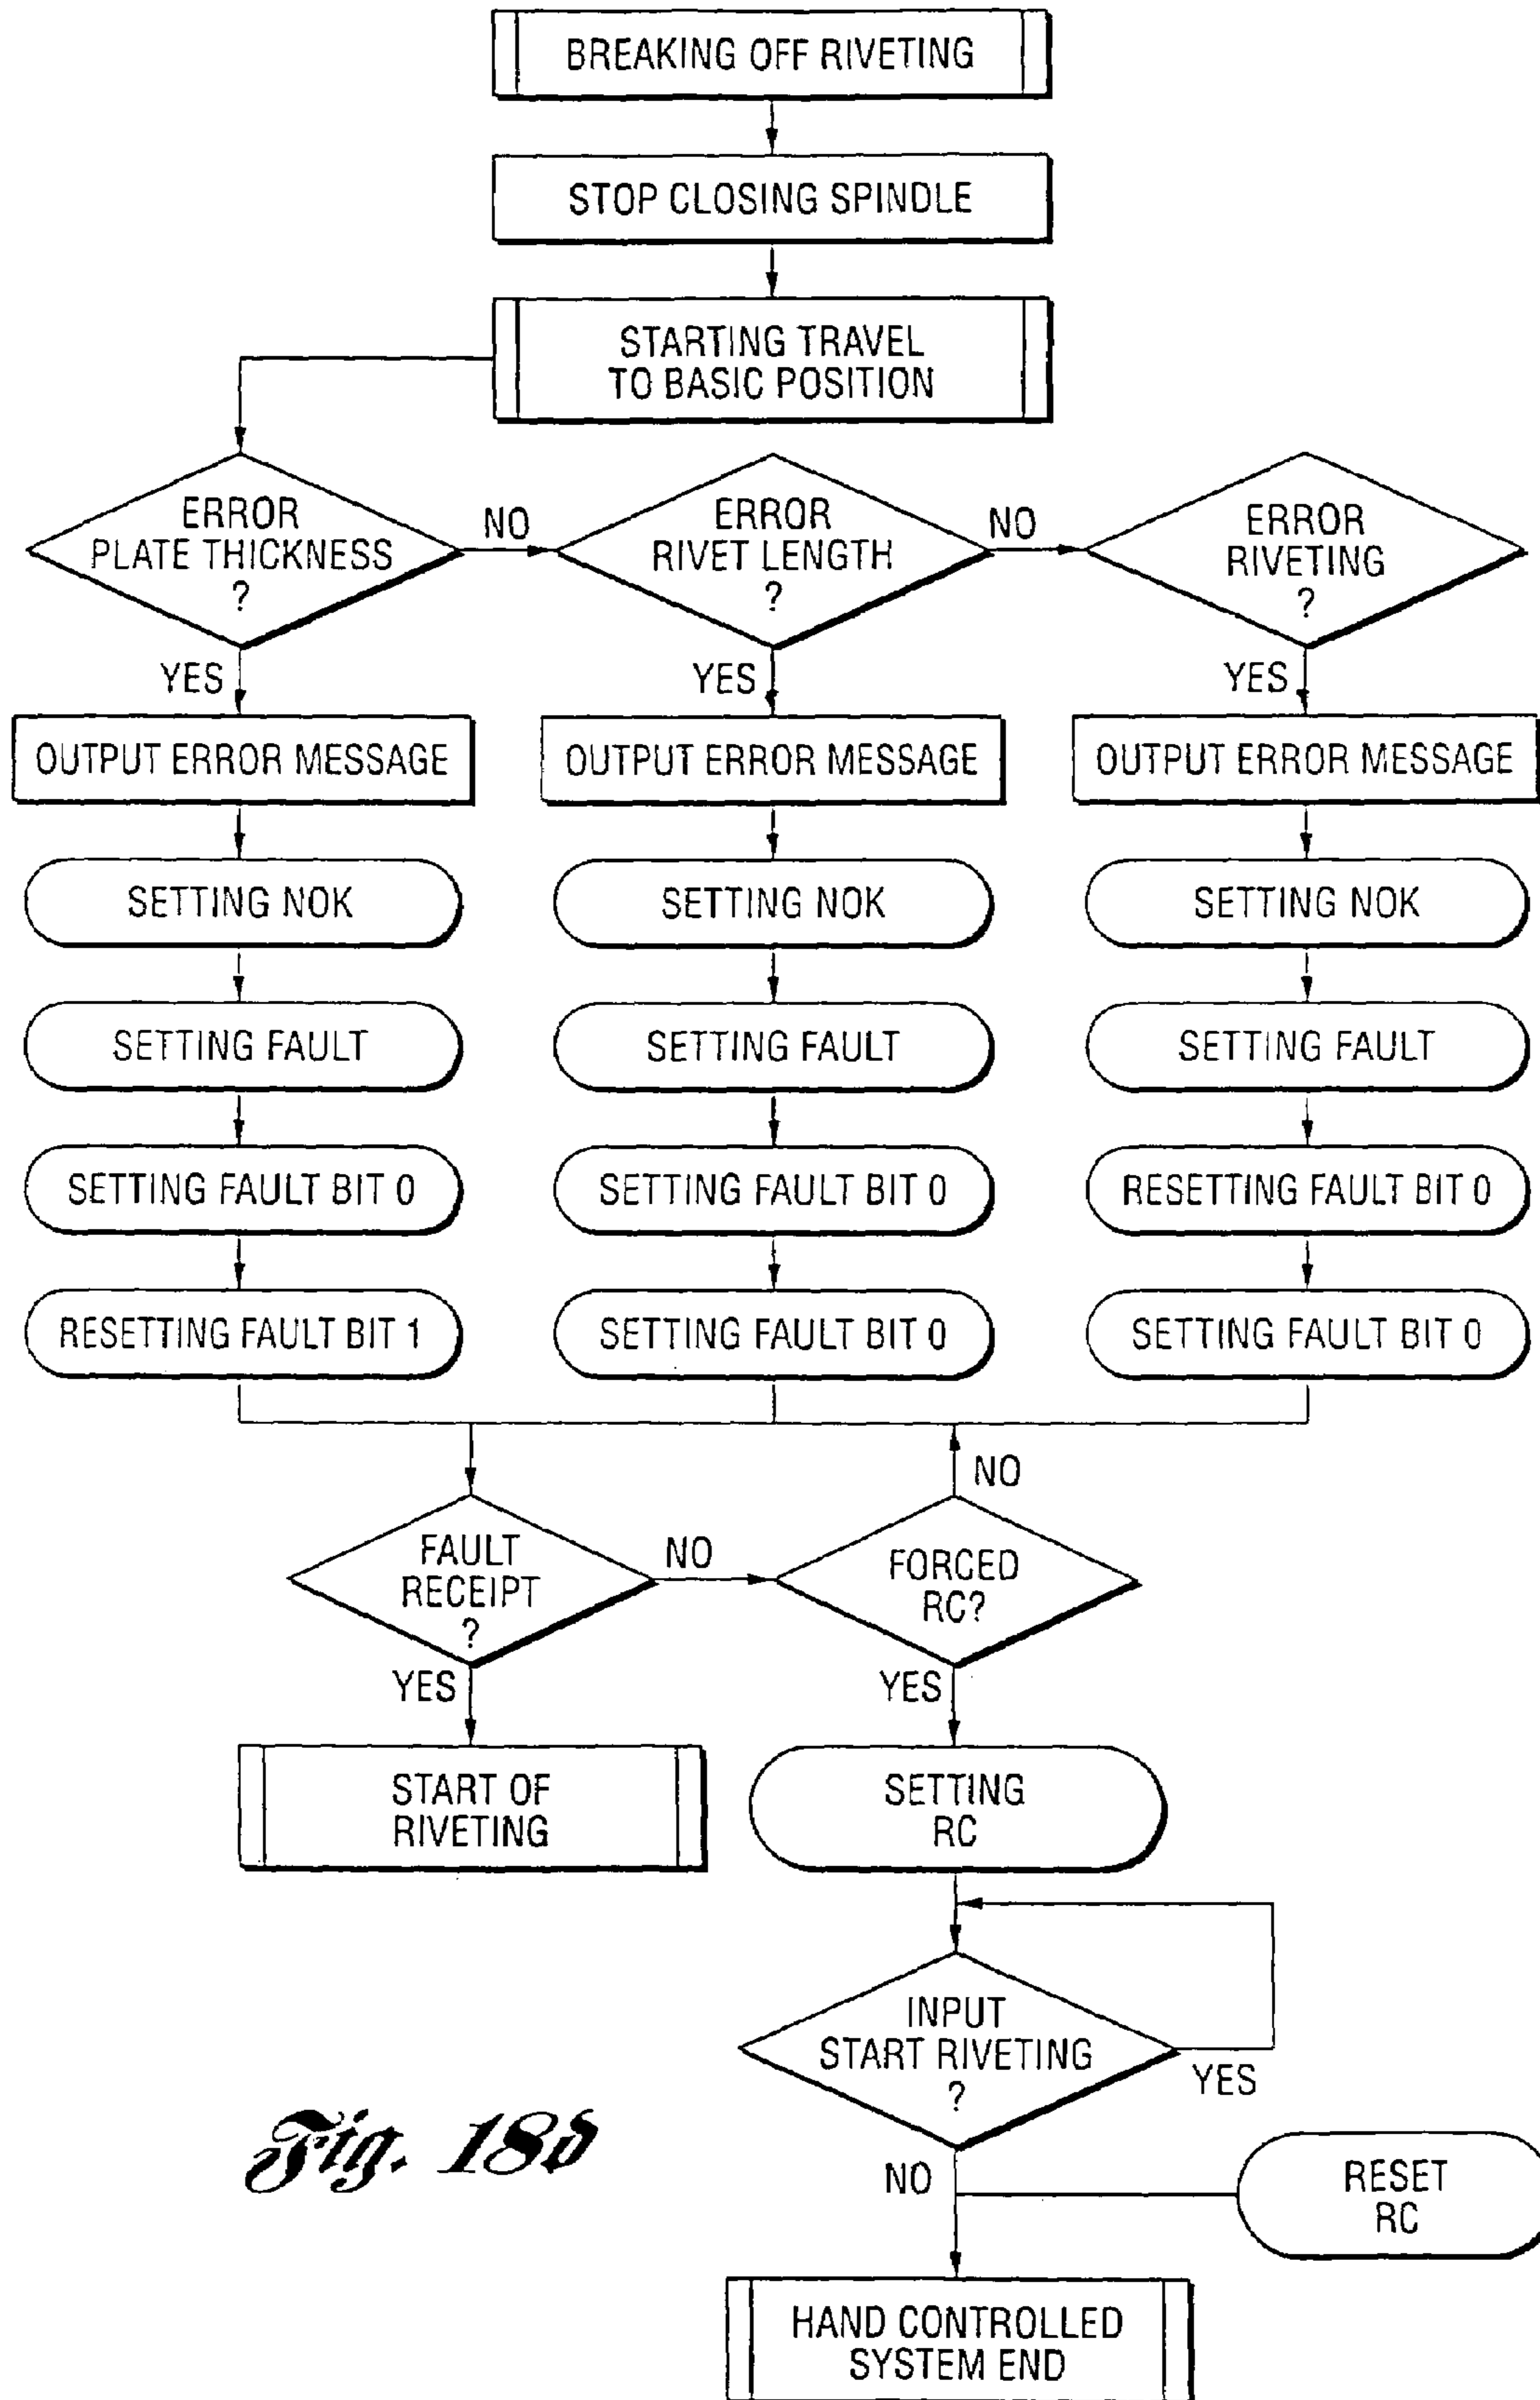 BREAKING OFF RIVETING
STOP CLOSING SPINDLE
STARTING TRAVEL
TO BASIC POSITION
ERROR
PLATE THICKNESS
?
NO
ERROR
RIVET LENGTH
?
NO
ERROR
RIVETING
?
YES
YES
YES
OUTPUT ERROR MESSAGE
OUTPUT ERROR MESSAGE
OUTPUT ERROR MESSAGE
SETTING NOK
SETTING NOK
SETTING NOK
SETTING FAULT
SETTING FAULT
SETTING FAULT
SETTING FAULT BIT 0
SETTING FAULT BIT 0
RESETTING FAULT BIT 0
RESETTING FAULT BIT 1
SETTING FAULT BIT 0
SETTING FAULT BIT 0
NO
FAULT
RECEIPT
?
NO
FORCED
RC?
YES
YES
START OF
RIVETING
SETTING
RC
INPUT
START RIVETING
?
YES
NO
RESET
RC
HAND CONTROLLED
SYSTEM END
Fig. 18b